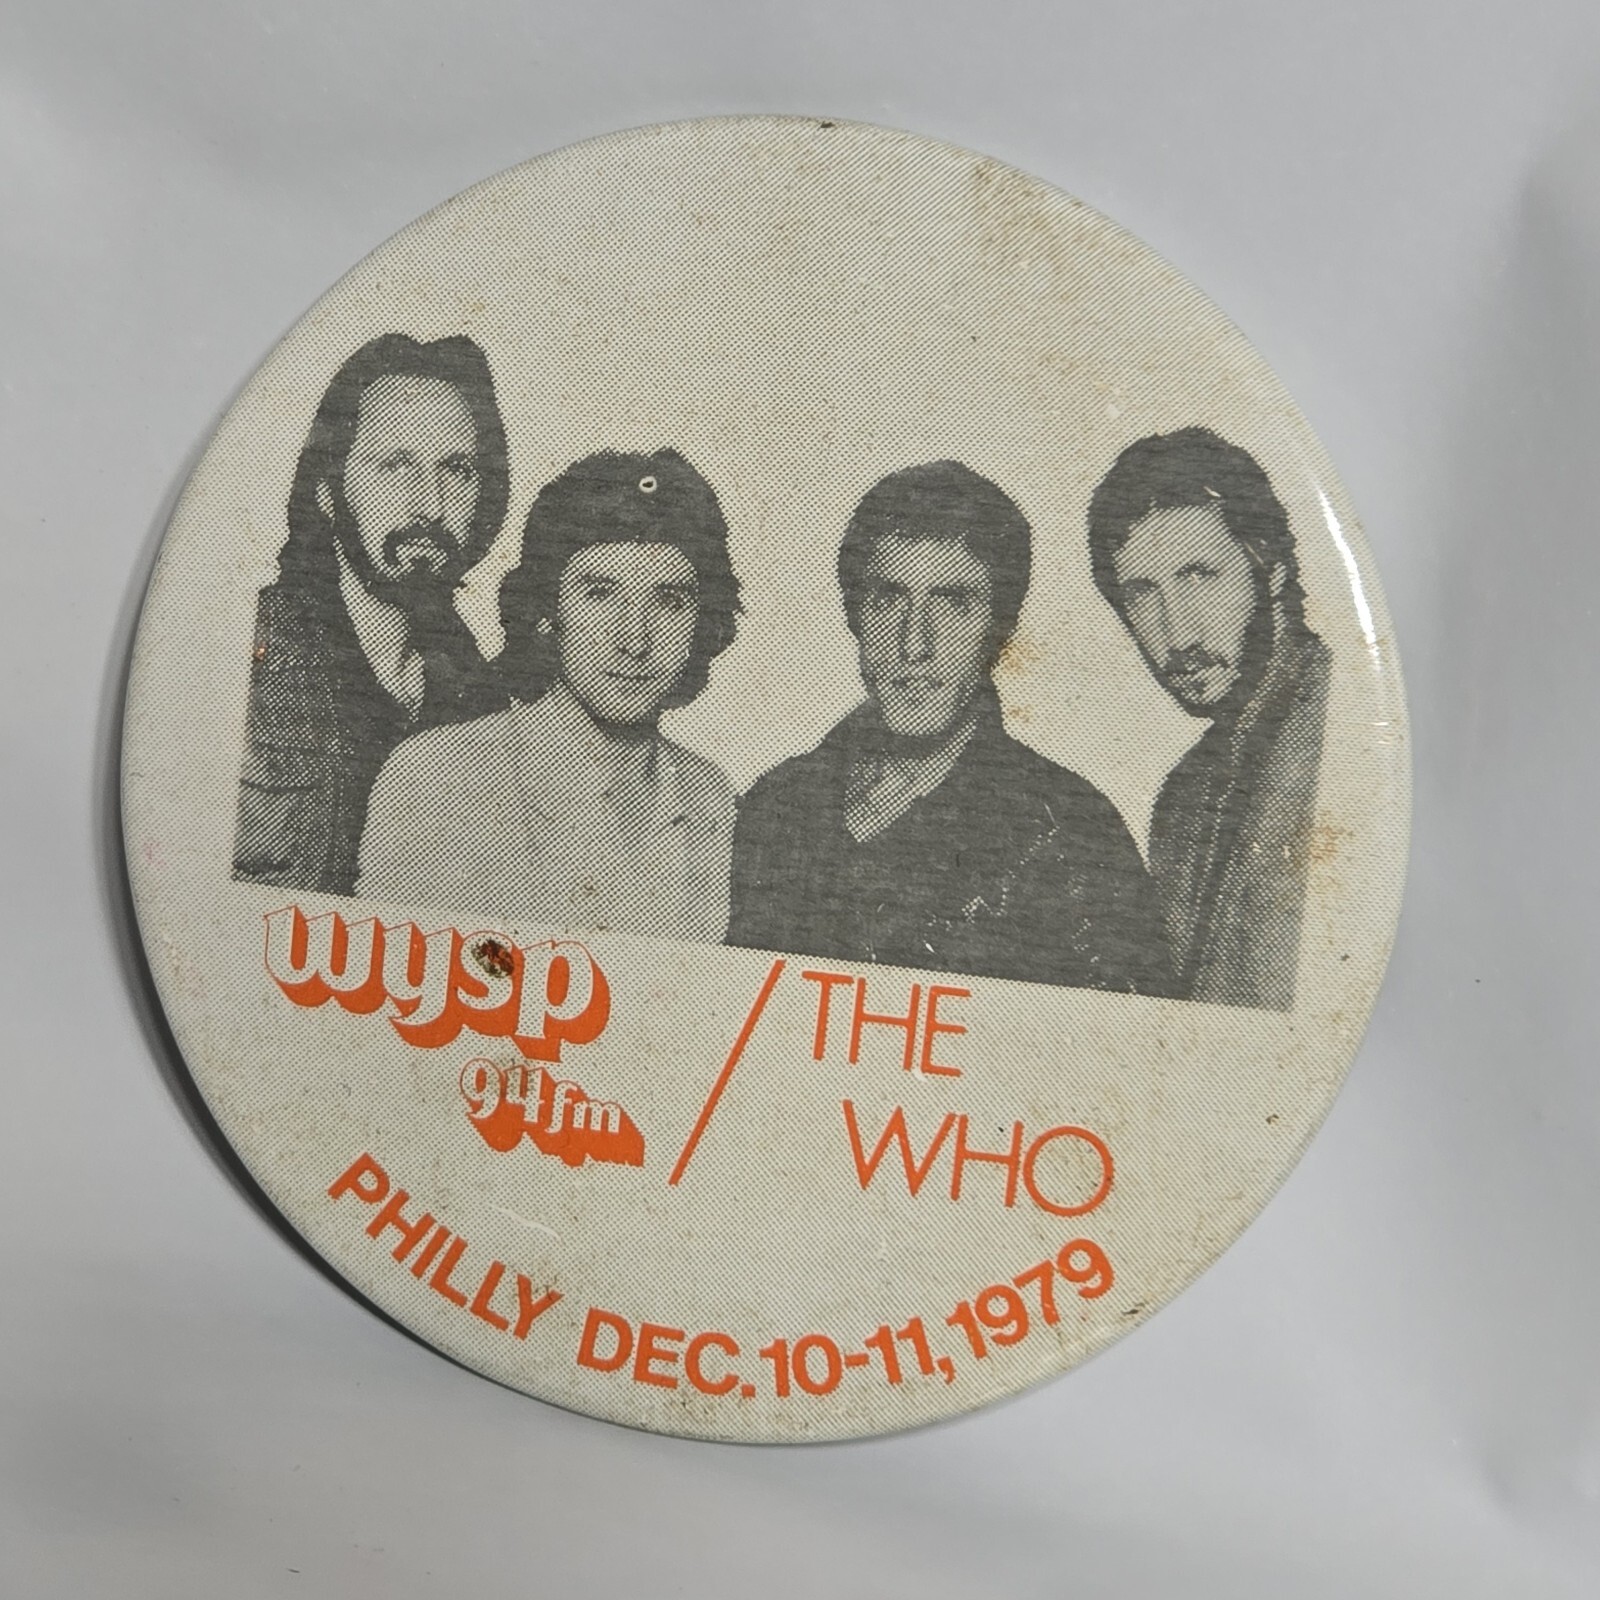 wysp
94fm
/
THE
WHO
PHILLY DEC. 10-11, 1979